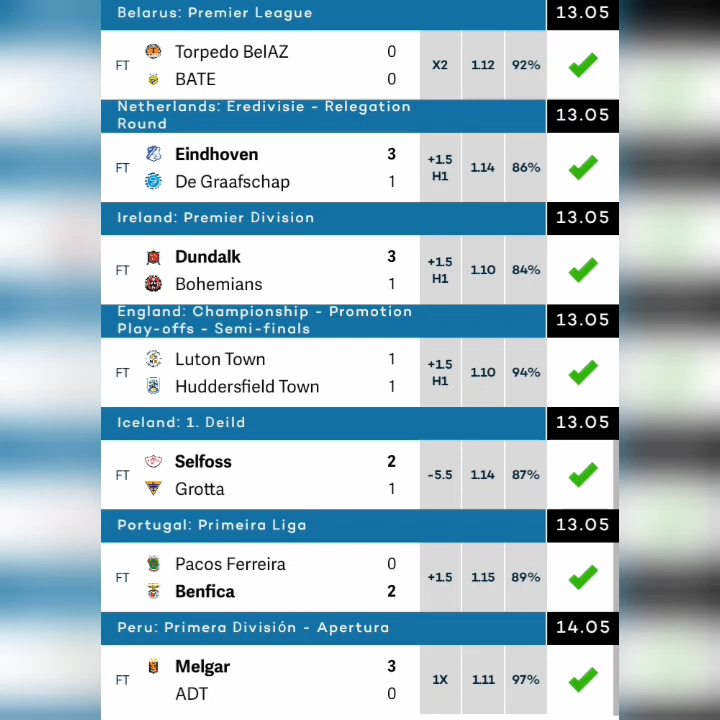 Belarus: Premier League 13.05
FT Torpedo BelAZ 0 X2 1.12 92%
BATE 0
Netherlands: Eredivisie - Relegation
Round 13.05
FT Eindhoven 3 +1.5 H1 1.14 86%
De Graafschap 1
Ireland: Premier Division 13.05
FT Dundalk 3 +1.5 H1 1.10 84%
Bohemians 1
England: Championship - Promotion
Play-offs - Semi-finals 13.05
FT Luton Town 1 +1.5 H1 1.10 94%
Huddersfield Town 1
Iceland: 1. Deild 13.05
FT Selfoss 2 -5.5 1.14 87%
Grotta 1
Portugal: Primeira Liga 13.05
FT Pacos Ferreira 0 +1.5 1.15 89%
Benfica 2
Peru: Primera División - Apertura 14.05
FT Melgar 3 1X 1.11 97%
ADT 0